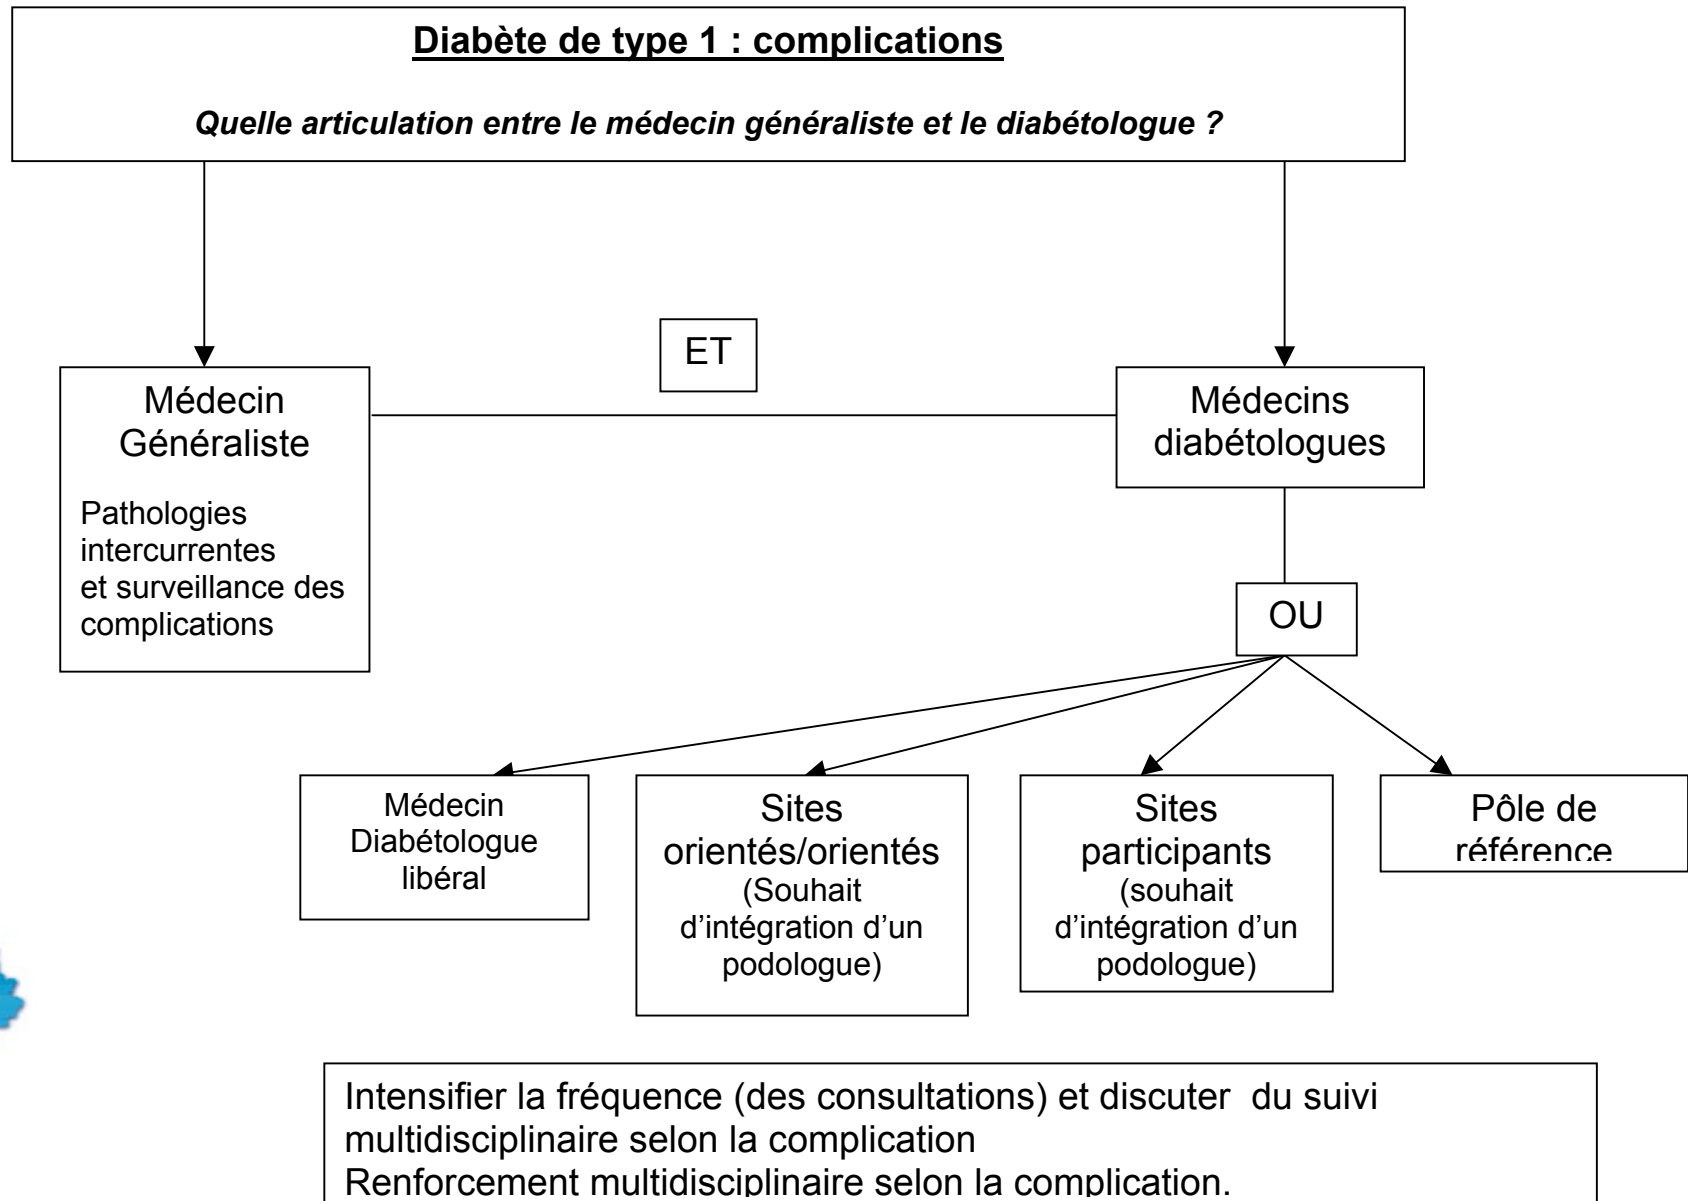 Diabète de type 1 : complications
Quelle articulation entre le médecin généraliste et le diabétologue ?
ET
Médecin
Généraliste
Pathologies
intercurrentes
et surveillance des
complications
Médecins
diabétologues
OU
Médecin
Diabétologue
libéral
Sites
orientés/orientés
(Souhait
d’intégration d’un
podologue)
Sites
participants
(souhait
d’intégration d’un
podologue)
Pôle de
référence
Intensifier la fréquence (des consultations) et discuter  du suivi
multidisciplinaire selon la complication
Renforcement multidisciplinaire selon la complication.